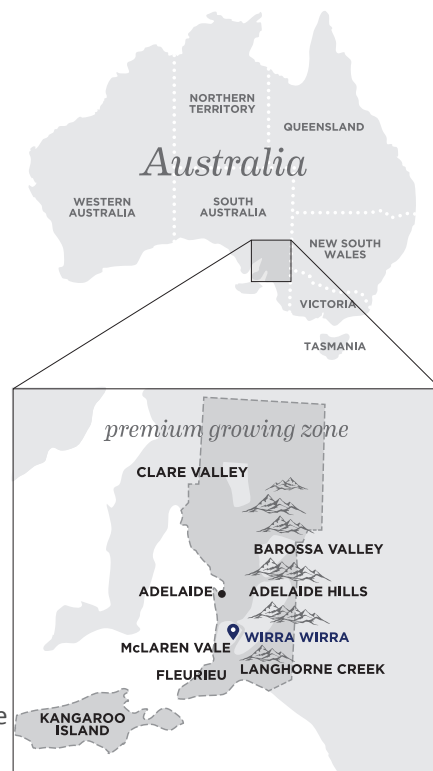 NORTHERN
TERRITORY
QUEENSLAND
Australia
WESTERN
AUSTRALIA
SOUTH
AUSTRALIA
NEW SOUTH
WALES
VICTORIA
TASMANIA
premium growing zone
CLARE VALLEY
BAROSSA VALLEY
ADELAIDE
ADELAIDE HILLS
WIRRA WIRRA
McLAREN VALE
FLEURIEU
LANGHORNE CREEK
e
KANGAROO
ISLAND